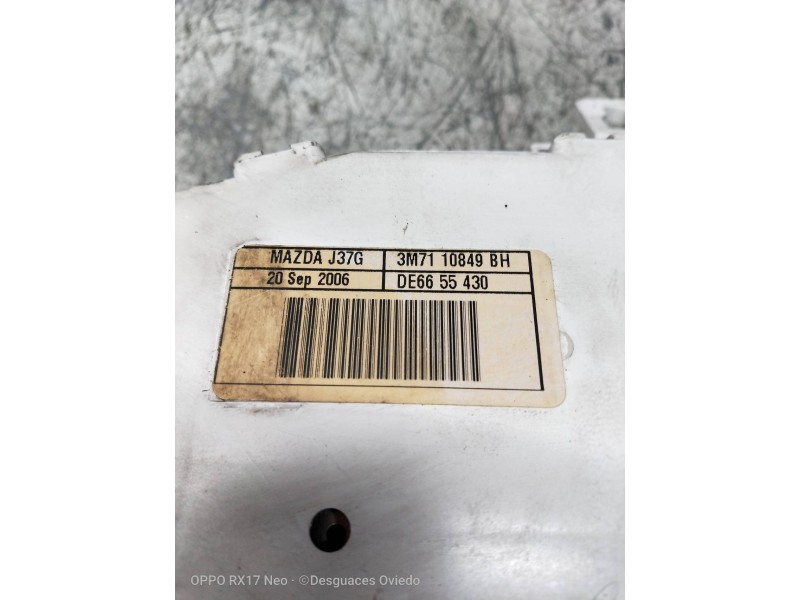 MAZDA J37G 3M71 10849 BH
20 Sep 2006 DE66 55 430
OPPO RX17 Neo · ©Desguaces Oviedo